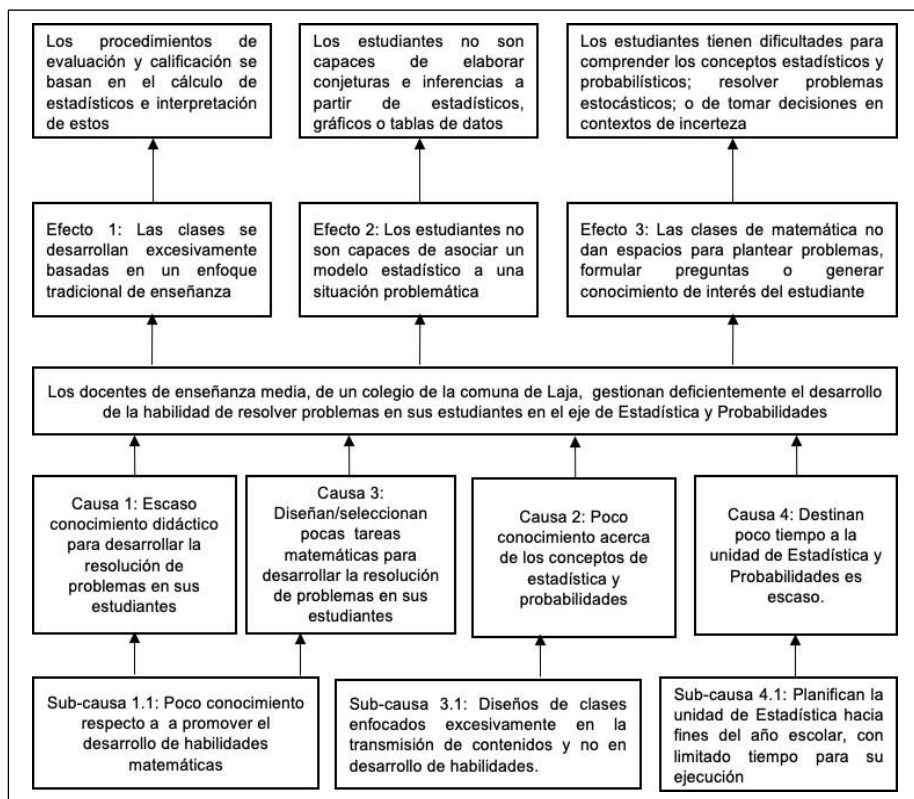 Los procedimientos de
evaluación y calificación se
basan en el cálculo de
estadísticos e interpretación
de estos
Los estudiantes no son
capaces de elaborar
conjeturas e inferencias a
partir de estadísticos,
gráficos o tablas de datos
Los estudiantes tienen dificultades para
comprender los conceptos estadísticos y
probabilísticos; resolver problemas
estocásticos; o de tomar decisiones en
contextos de incerteza
Efecto 1: Las clases se
desarrollan excesivamente
basadas en un enfoque
tradicional de enseñanza
Efecto 2: Los estudiantes no
son capaces de asociar un
modelo estadístico a una
situación problemática
Efecto 3: Las clases de matemática no
dan espacios para plantear problemas,
formular preguntas o generar
conocimiento de interés del estudiante
Los docentes de enseñanza media, de un colegio de la comuna de Laja, gestionan deficientemente el desarrollo
de la habilidad de resolver problemas en sus estudiantes en el eje de Estadística y Probabilidades
Causa 1: Escaso
conocimiento didáctico
para desarrollar la
resolución de
problemas en sus
estudiantes
Causa 3:
Diseñan/seleccionan
pocas tareas
matemáticas para
desarrollar la resolución
de problemas en sus
estudiantes
Causa 2: Poco
conocimiento acerca
de los conceptos de
estadística y
probabilidades
Causa 4: Destinan
poco tiempo a la
unidad de Estadística y
Probabilidades es
escaso.
Sub-causa 1.1: Poco conocimiento
respecto a a promover el
desarrollo de habilidades
matemáticas
Sub-causa 3.1: Diseños de clases
enfocados excesivamente en la
transmisión de contenidos y no en
desarrollo de habilidades.
Sub-causa 4.1: Planifican la
unidad de Estadística hacia
fines del año escolar, con
limitado tiempo para su
ejecución